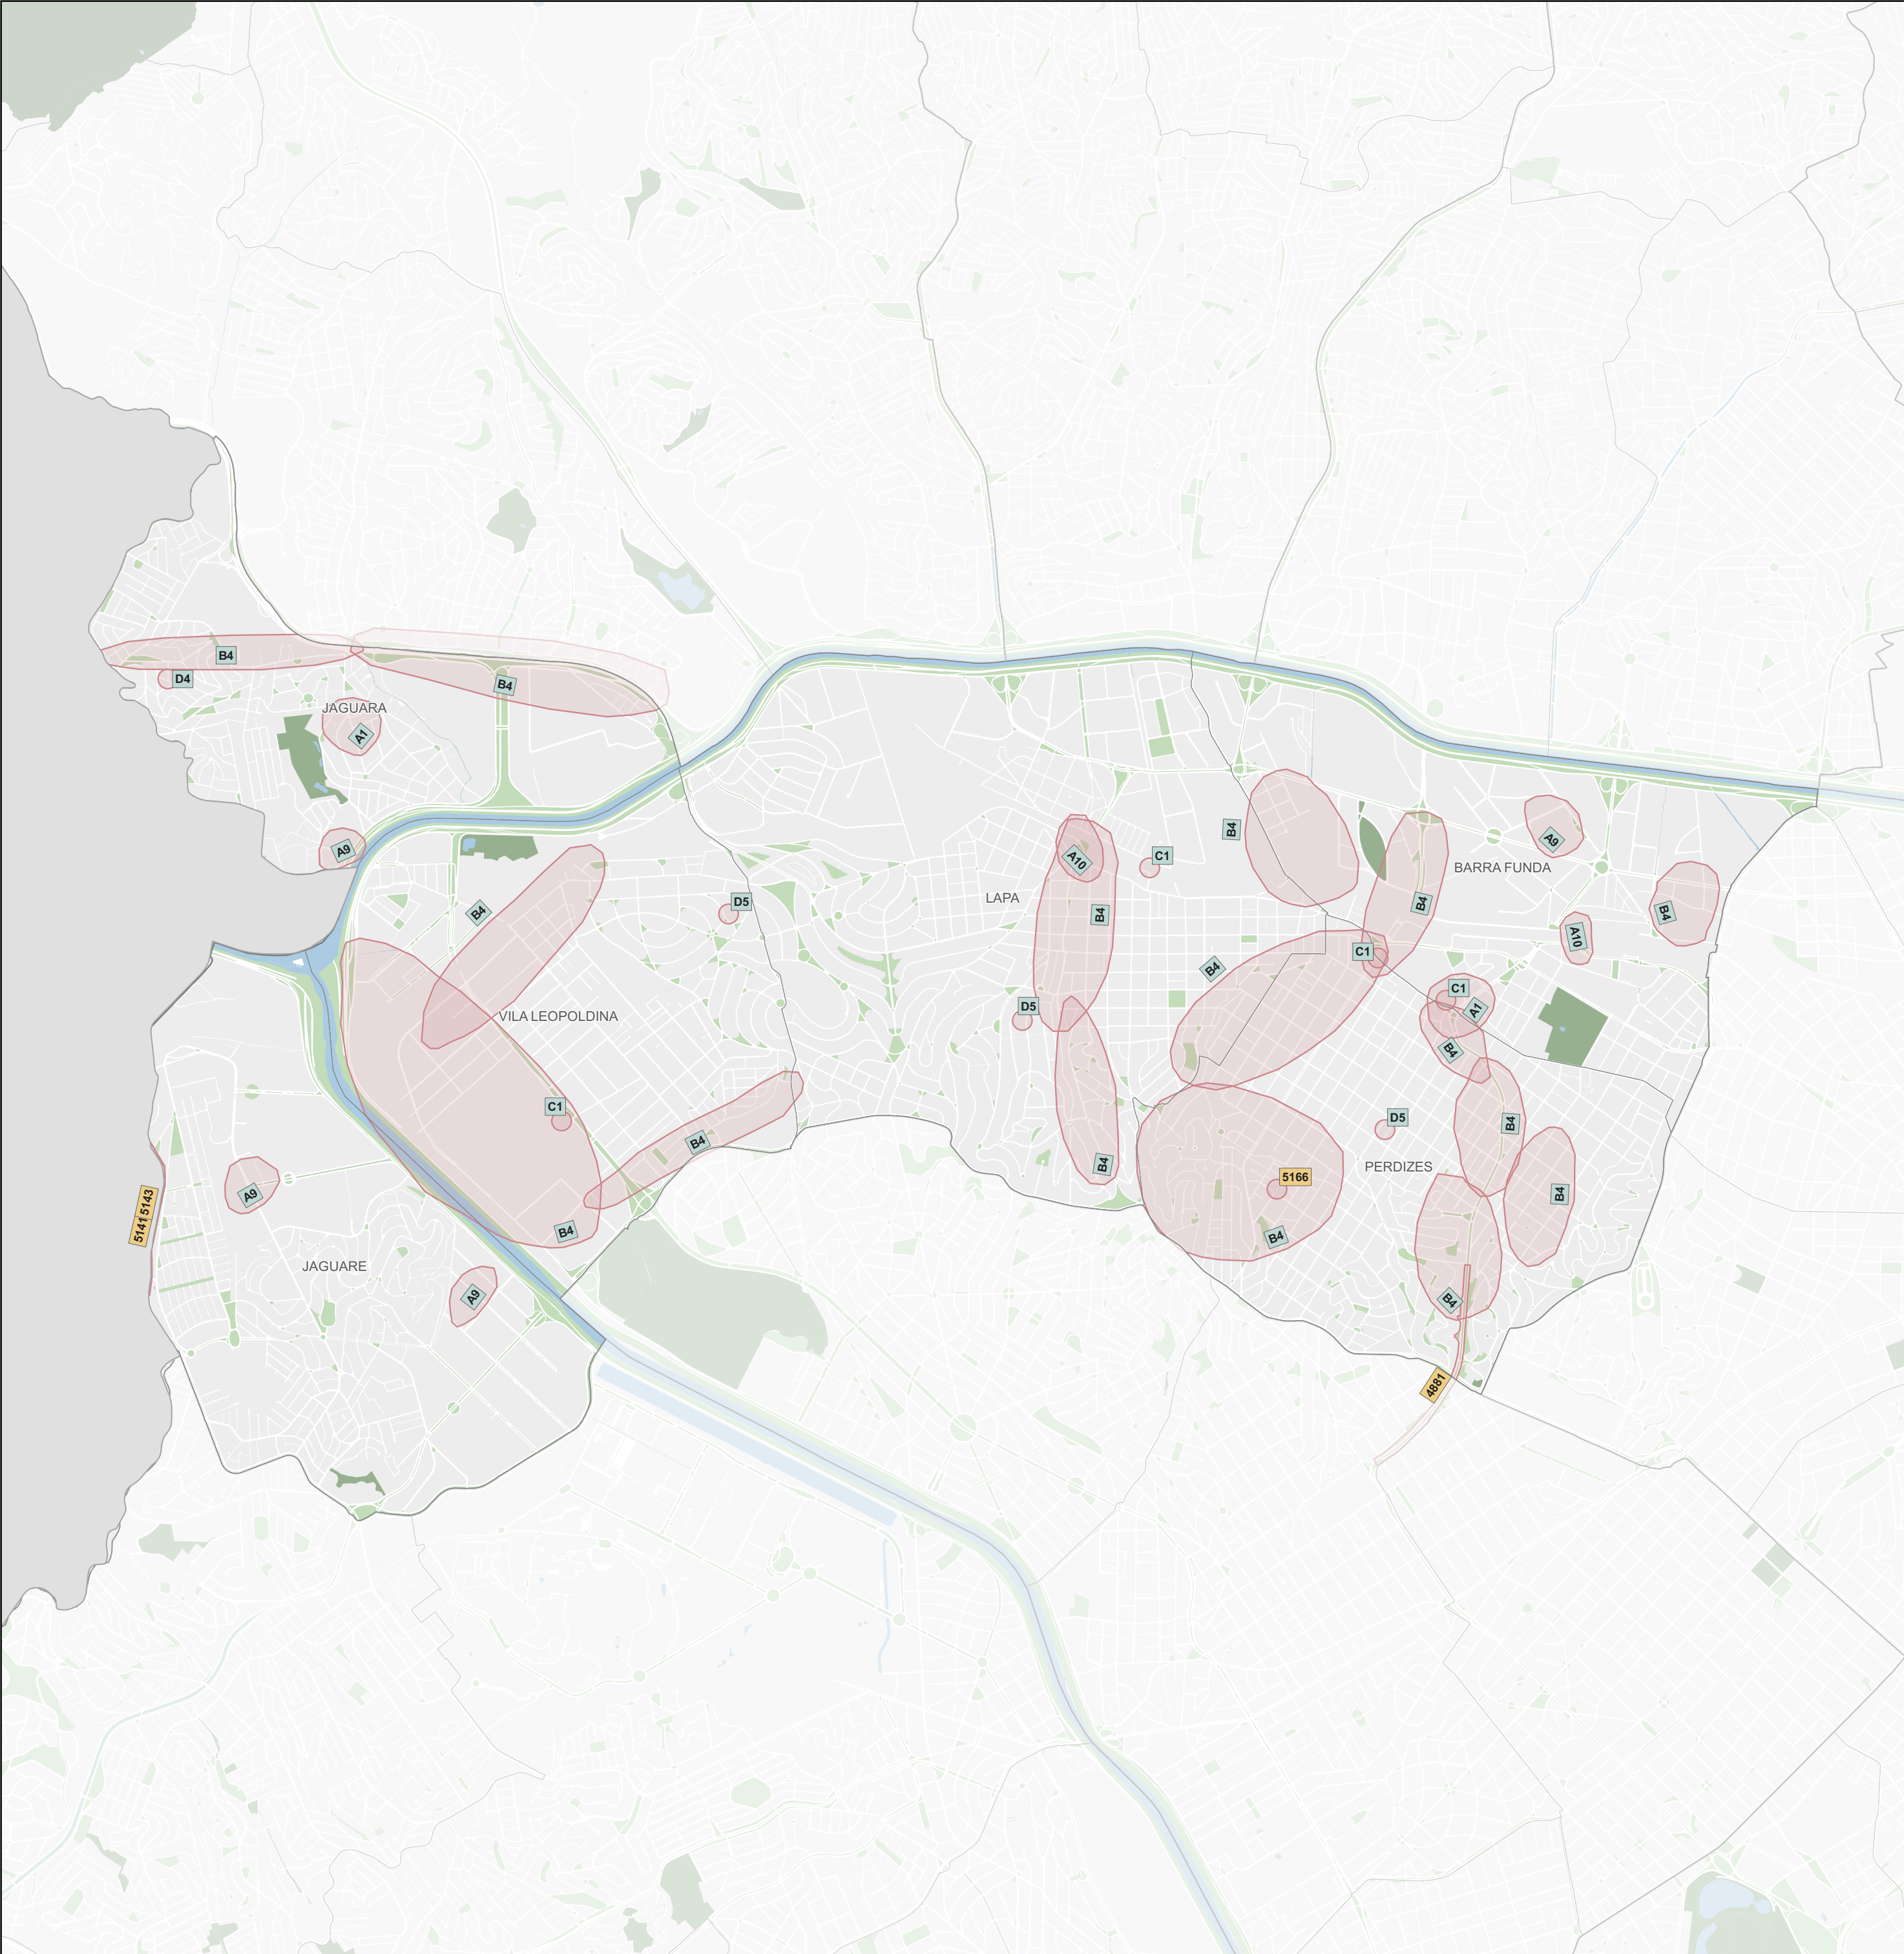 B4
D4
B4
JAGUARA
A1
A9
B4
D5
VILA LEOPOLDINA
C1
B4
B4
A9
5143
5141
JAGUARE
A9
A10
C1
LAPA
B4
D5
B4
B4
B4
A9
BARRA FUNDA
B4
B4
A10
C1
B4
C1
A1
B4
D5
B4
PERDIZES
5166
B4
B4
B4
4881